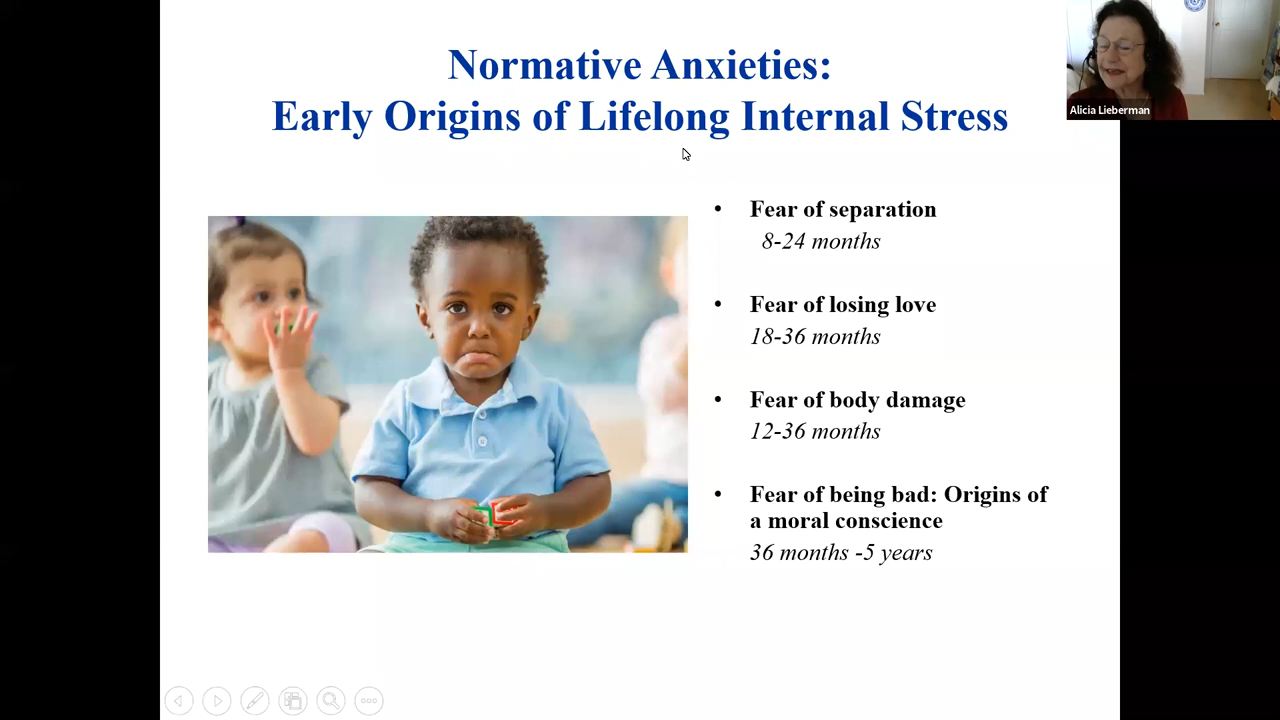 Normative Anxieties:
Early Origins of Lifelong Internal Stress
Alicia Lieberman
• Fear of separation
8-24 months
• Fear of losing love
18-36 months
• Fear of body damage
12-36 months
• Fear of being bad: Origins of
a moral conscience
36 months -5 years